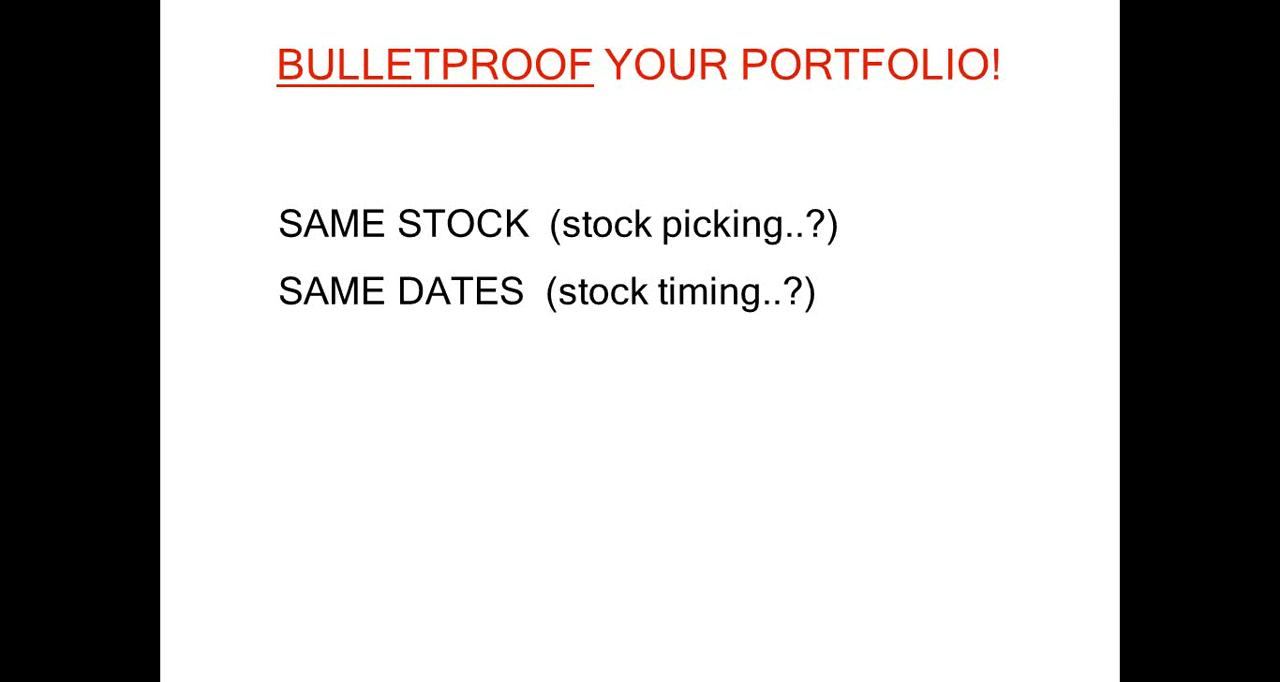 BULLETPROOF YOUR PORTFOLIO!
SAME STOCK (stock picking..?)
SAME DATES (stock timing..?)